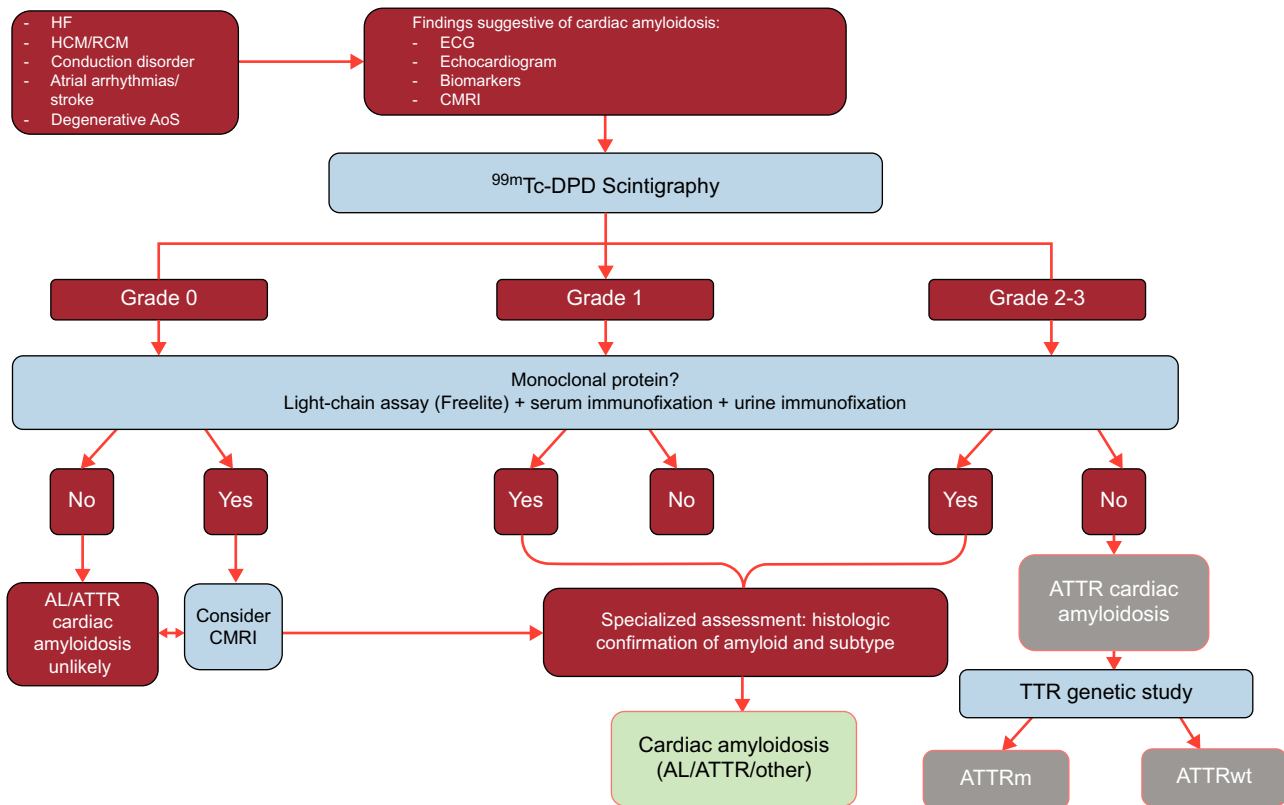 - HF
- HCM/RCM
- Conduction disorder
- Atrial arrhythmias/
stroke
- Degenerative AoS
Findings suggestive of cardiac amyloidosis:
- ECG
- Echocardiogram
- Biomarkers
- CMRI
99mTc-DPD Scintigraphy
Grade 0
Grade 1
Grade 2-3
Monoclonal protein?
Light-chain assay (Freelite) + serum immunofixation + urine immunofixation
No
Yes
Yes
No
Yes
No
AL/ATTR
cardiac
amyloidosis
unlikely
Consider
CMRI
Specialized assessment: histologic
confirmation of amyloid and subtype
ATTR cardiac
amyloidosis
TTR genetic study
Cardiac amyloidosis
(AL/ATTR/other)
ATTRm
ATTRwt